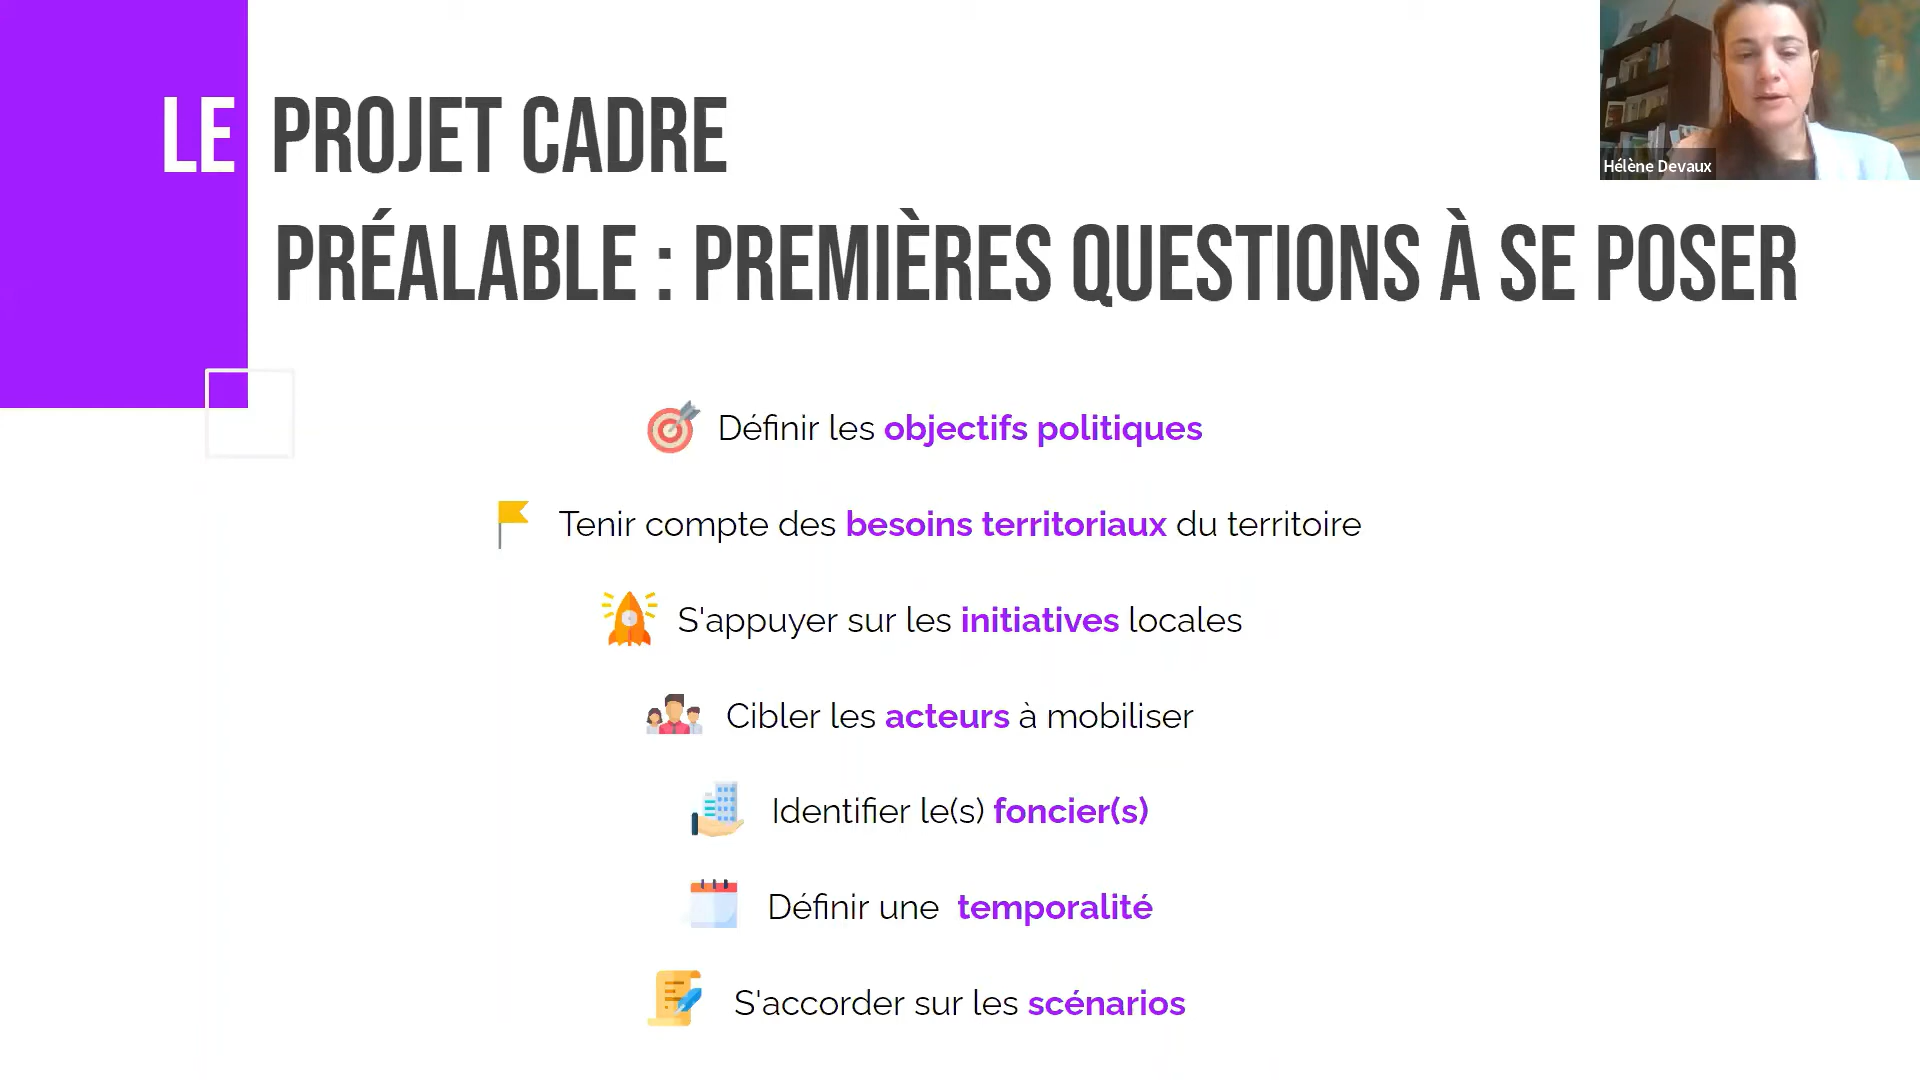 LE PROJET CADRE
PRÉALABLE : PREMIÈRES QUESTIONS À SE POSER
Hélène Devaux
Définir les objectifs politiques
Tenir compte des besoins territoriaux du territoire
S'appuyer sur les initiatives locales
Cibler les acteurs à mobiliser
Identifier le(s) foncier(s)
Définir une temporalité
S'accorder sur les scénarios